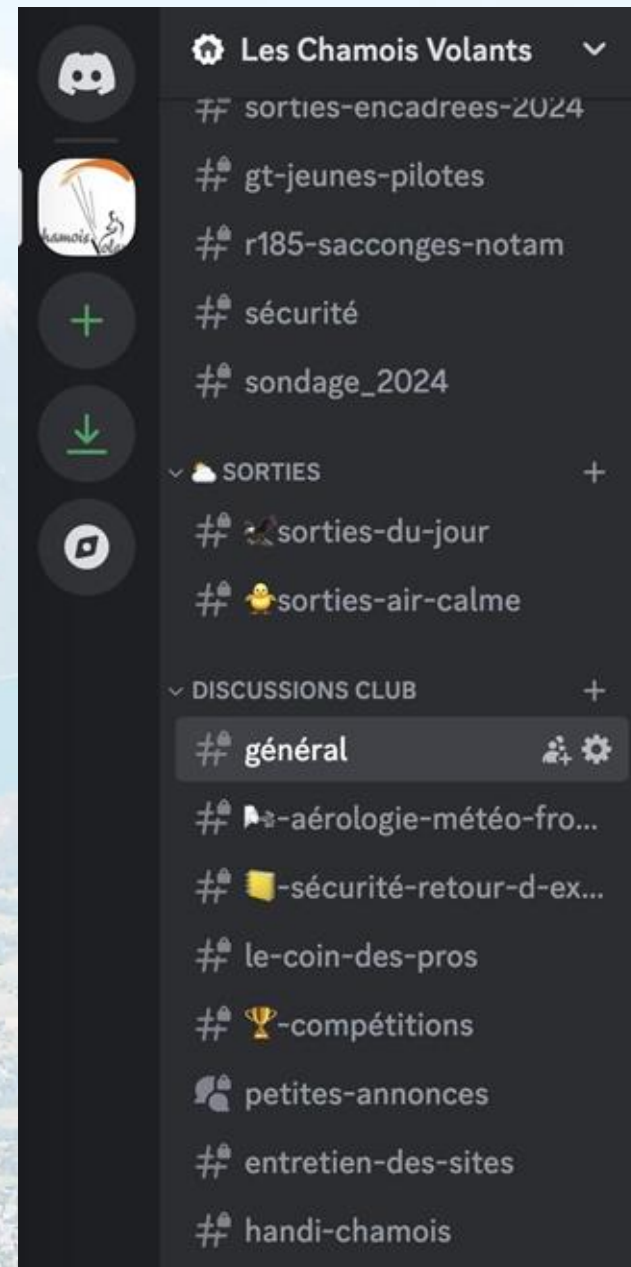 Les Chamois Volants
sorties-encadrees-2024
gt-jeunes-pilotes
r185-sacconges-notam
sécurité
sondage_2024
SORTIES
sorties-du-jour
sorties-air-calme
DISCUSSIONS CLUB
général
-aérologie-météo-fro...
-sécurité-retour-d-ex...
le-coin-des-pros
-compétitions
petites-annonces
entretien-des-sites
handi-chamois